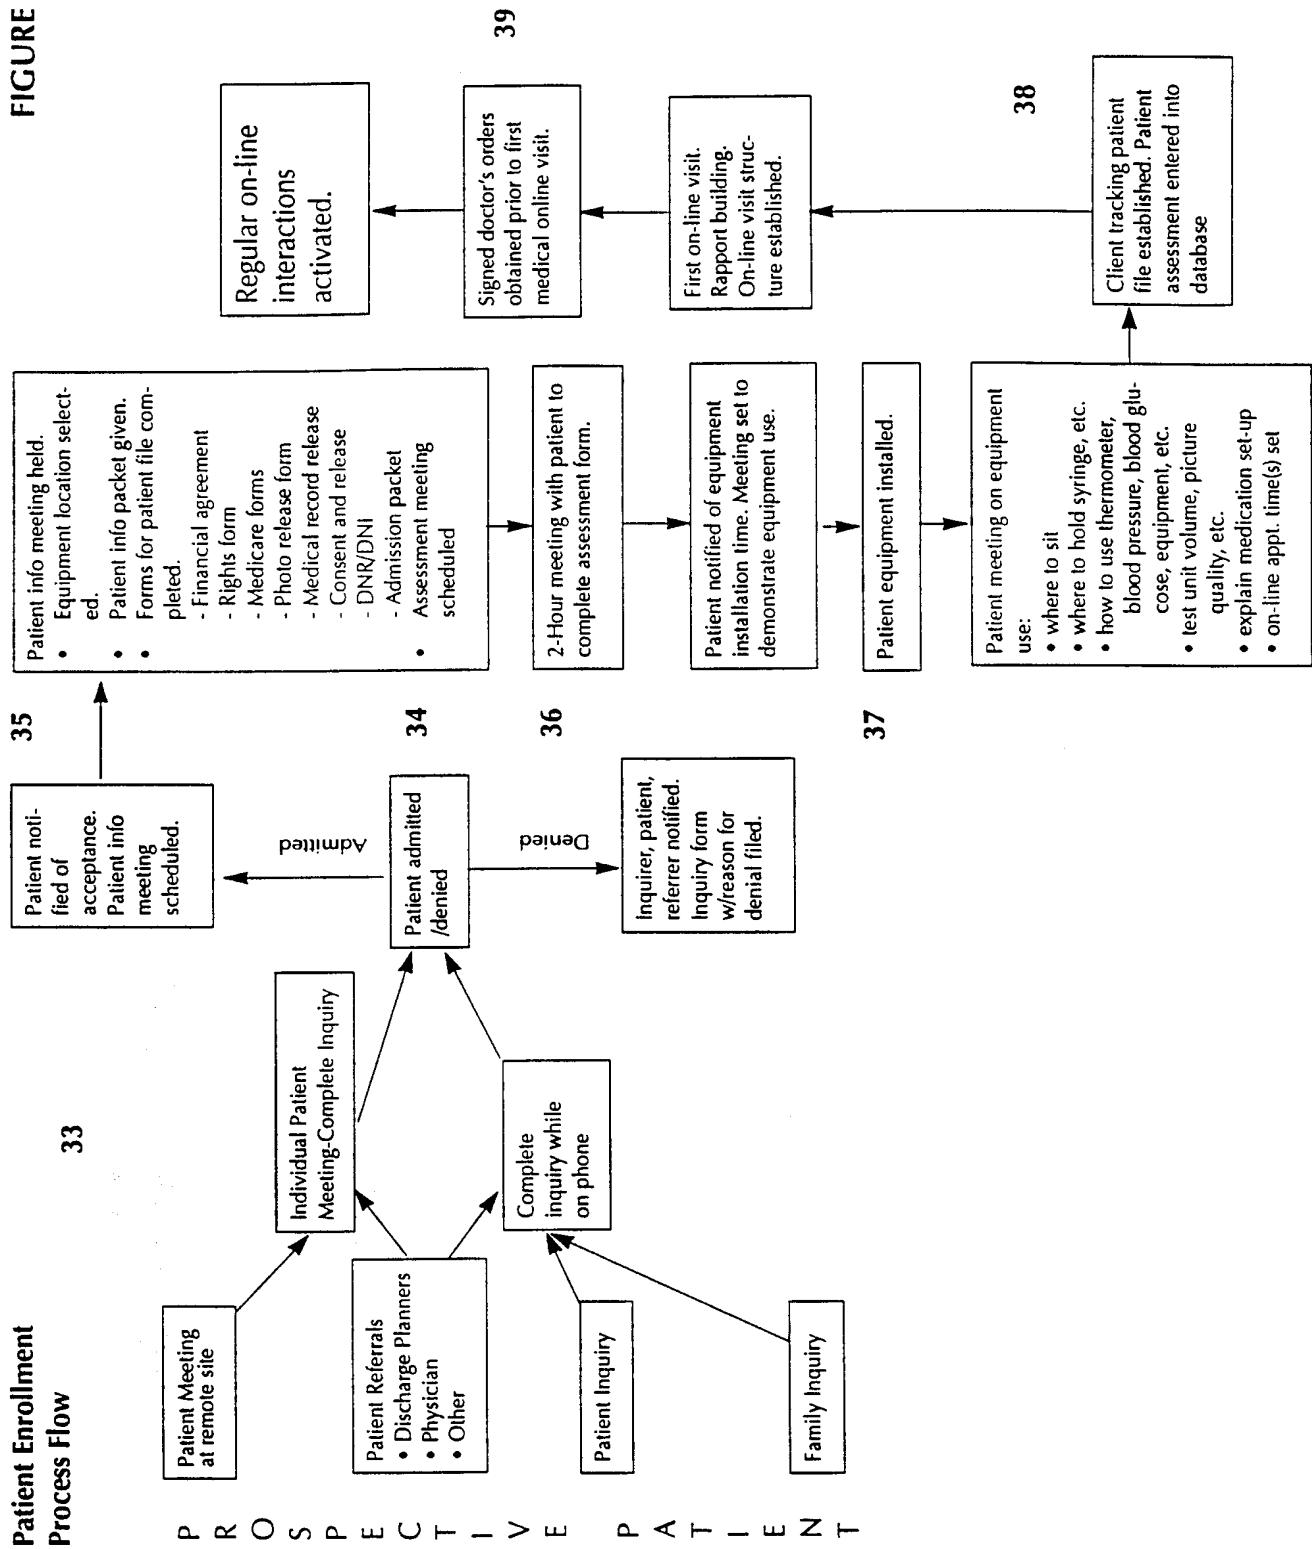 Patient Enrollment
Process Flow
FIGURE
33
P R O S P E C T I V E P A T I E N T
Patient Meeting
at remote site
Patient Referrals
• Discharge Planners
• Physician
• Other
Patient Inquiry
Family Inquiry
Individual Patient
Meeting-Complete Inquiry
Complete
inquiry while
on phone
Patient admitted
/denied
34
Admitted
Denied
Patient noti-
fied of
acceptance.
Patient info
meeting
scheduled.
35
Inquirer, patient,
referrer notified.
Inquiry form
w/reason for
denial filed.
Patient info meeting held.
• Equipment location select-
ed.
• Patient info packet given.
• Forms for patient file com-
pleted.
- Financial agreement
- Rights form
- Medicare forms
- Photo release form
- Medical record release
- Consent and release
- DNR/DNI
- Admission packet
• Assessment meeting
scheduled
36
2-Hour meeting with patient to
complete assessment form.
Patient notified of equipment
installation time. Meeting set to
demonstrate equipment use.
37
Patient equipment installed.
Patient meeting on equipment
use:
• where to sit
• where to hold syringe, etc.
• how to use thermometer,
blood pressure, blood glu-
cose, equipment, etc.
• test unit volume, picture
quality, etc.
• explain medication set-up
• on-line appt. time(s) set
38
Client tracking patient
file established. Patient
assessment entered into
database
First on-line visit.
Rapport building.
On-line visit struc-
ture established.
39
Signed doctor's orders
obtained prior to first
medical online visit.
Regular on-line
interactions
activated.